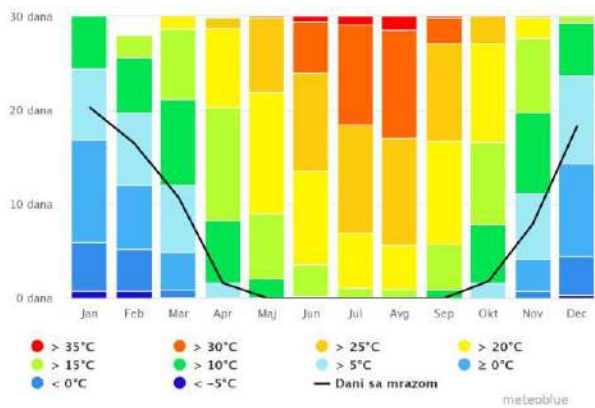 30 dana
20 dana
10 dana
0 dana
Jan Feb Mar Apr Maj Jun Jul Avg Sep Okt Nov Dec
> 35°C > 30°C > 25°C > 20°C
> 15°C > 10°C > 5°C ≥ 0°C
< 0°C < -5°C Dani sa mrazom
meteoblue